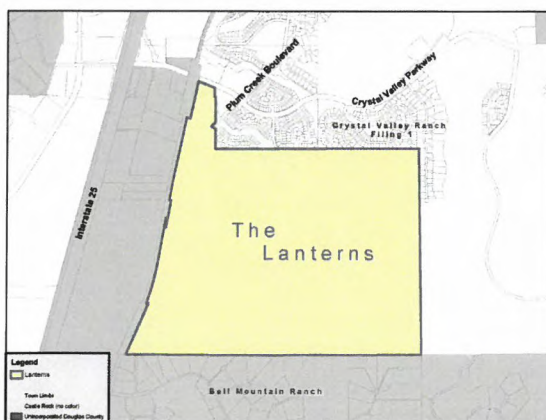 Plum Creek Boulevard
Crystal Valley Parkway
Crystal Valley Ranch
Filing 1
Interstate 25
The
Lanterns
Legend
Lanterns
Town Limits
Castle Rock (no color)
Unincorporated Douglas County
Bell Mountain Ranch